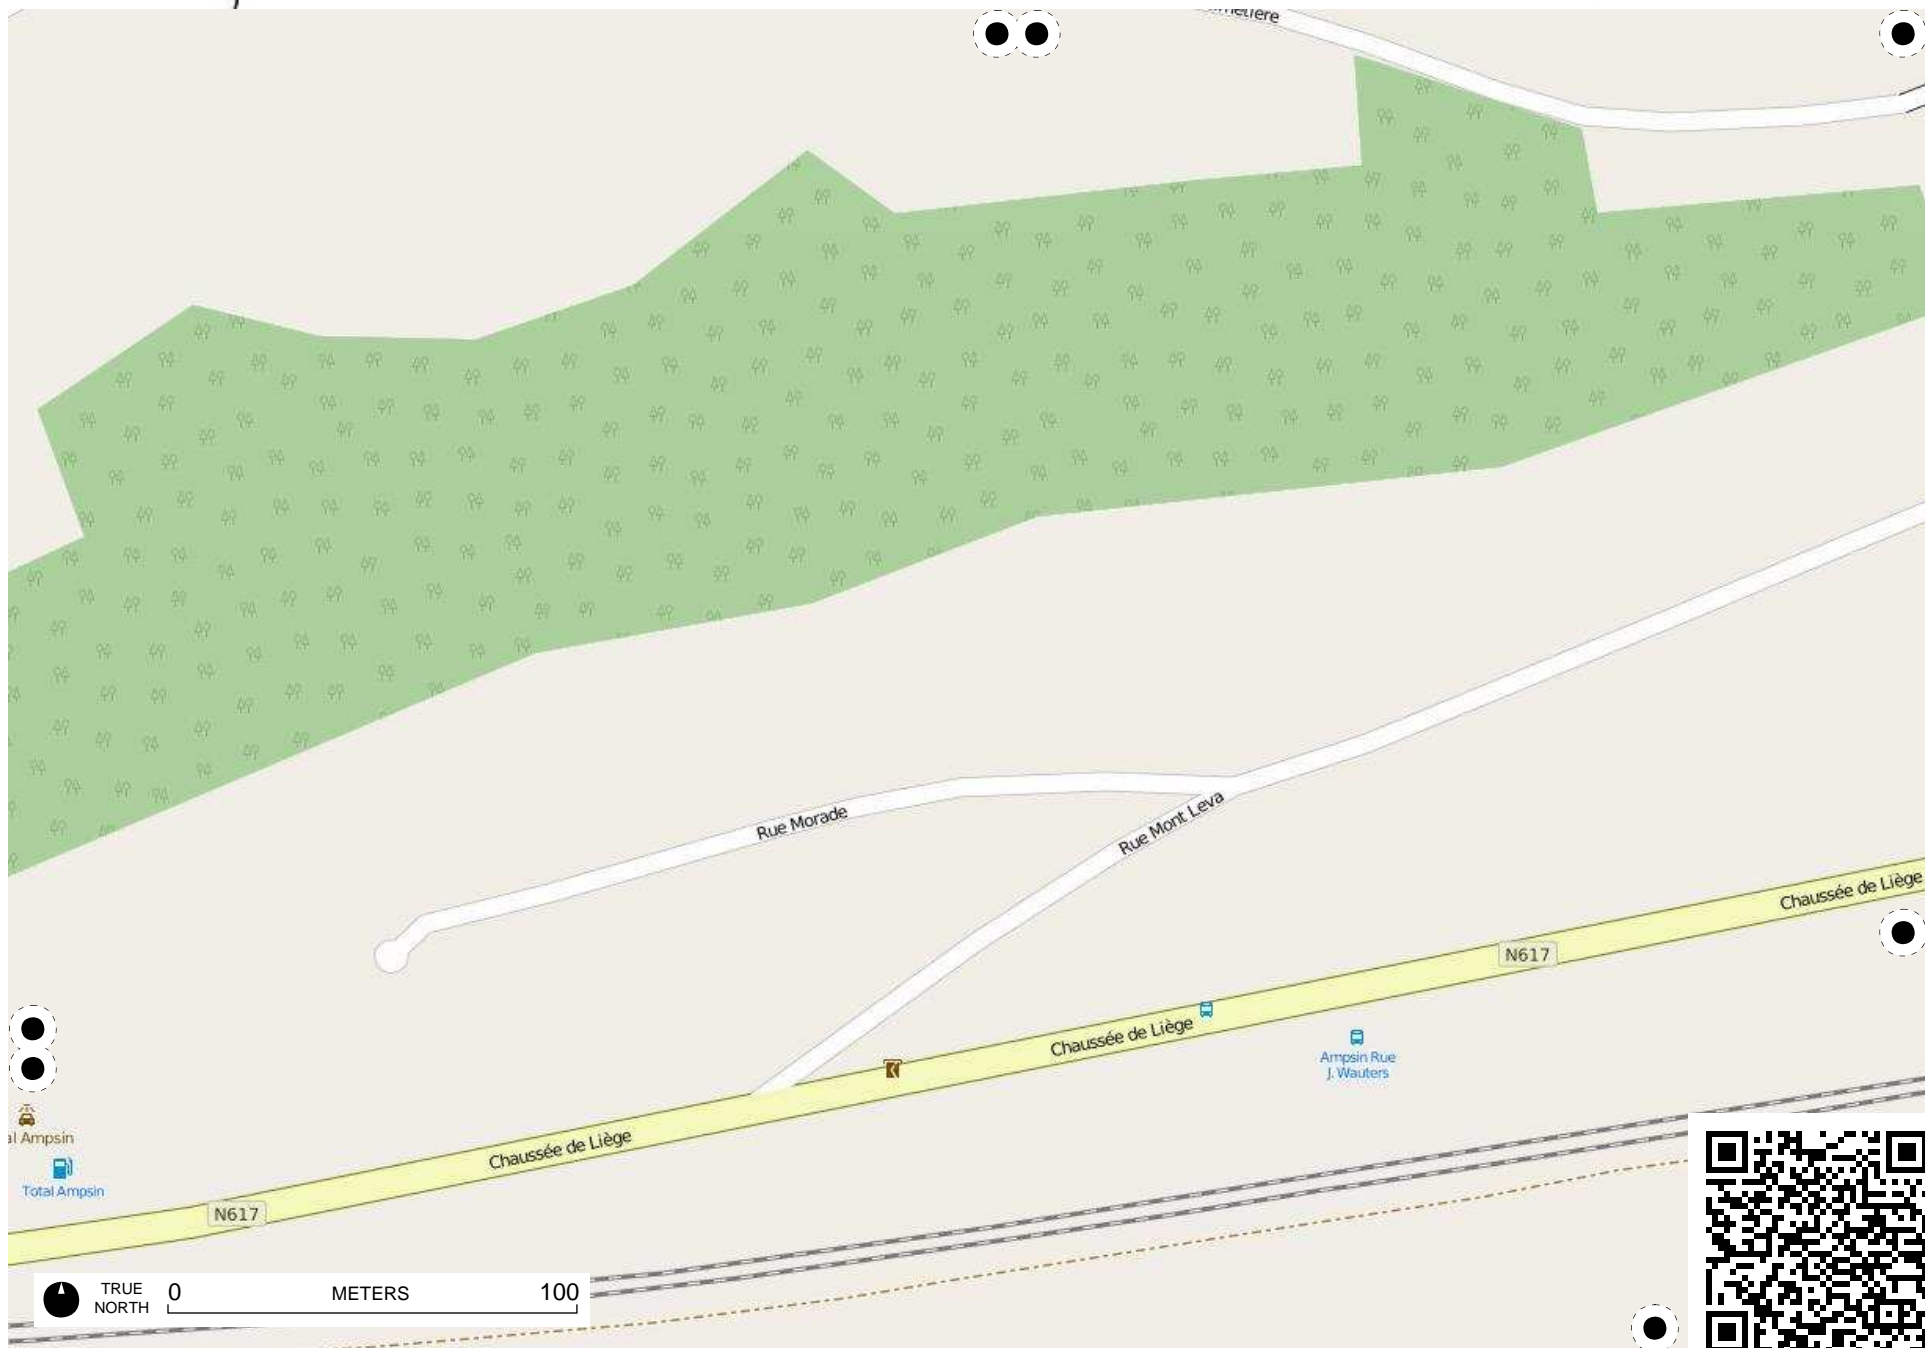 Rue Morade
Rue Mont Leva
Chaussée de Liège
N617
Chaussée de Liège
Ampsin Rue
J. Wauters
Ampsin
Chaussée de Liège
Total Ampsin
N617
TRUE
NORTH
0
METERS
100